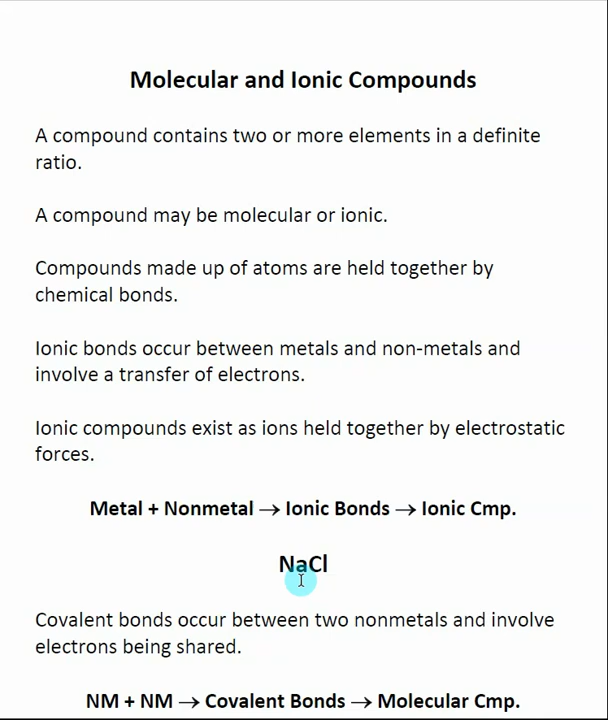 Molecular and Ionic Compounds
A compound contains two or more elements in a definite
ratio.
A compound may be molecular or ionic.
Compounds made up of atoms are held together by
chemical bonds.
Ionic bonds occur between metals and non-metals and
involve a transfer of electrons.
Ionic compounds exist as ions held together by electrostatic
forces.
Metal + Nonmetal → Ionic Bonds → Ionic Cmp.
NaCl
Covalent bonds occur between two nonmetals and involve
electrons being shared.
NM + NM → Covalent Bonds → Molecular Cmp.